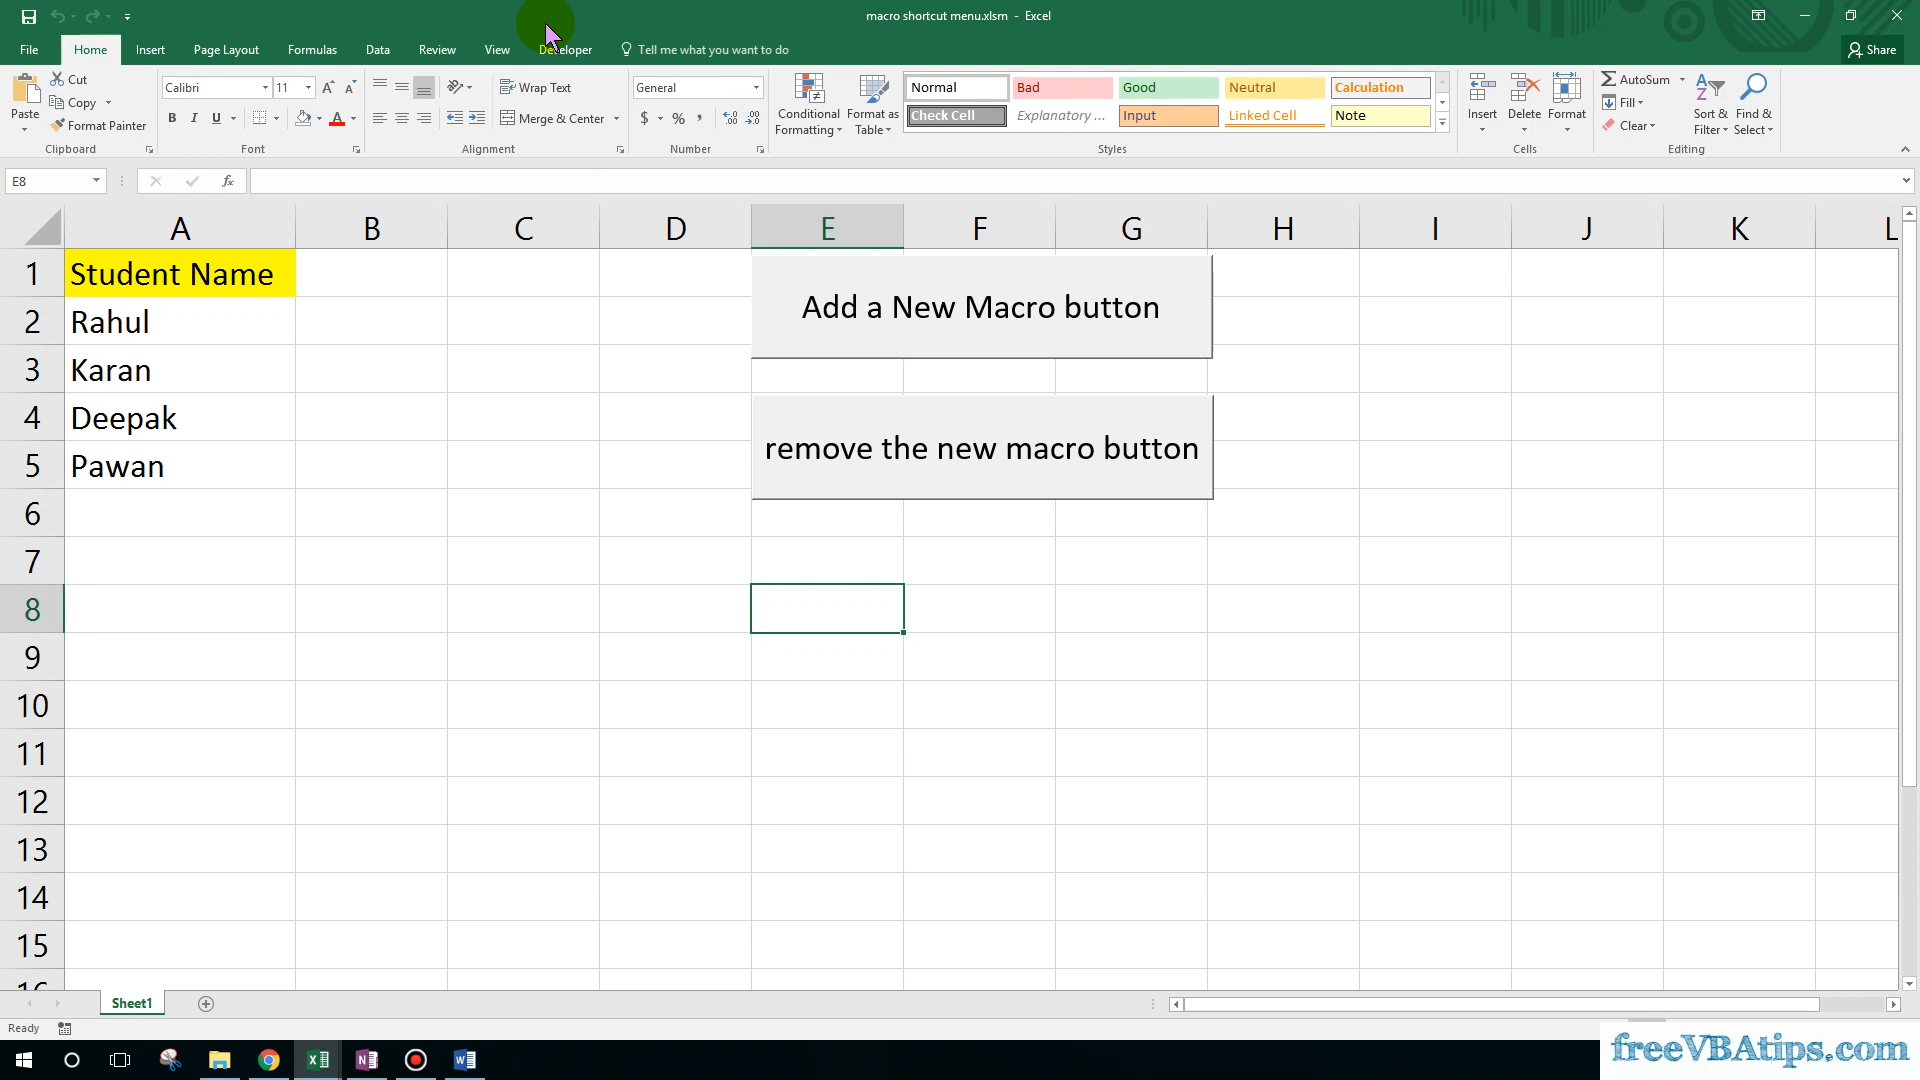 macro shortcut menu.xlsm - Excel
File Home Insert Page Layout Formulas Data Review View Developer Tell me what you want to do Share
Paste Cut Copy Format Painter Clipboard
Calibri 11 B I U A Font
Wrap Text Merge & Center Alignment
General $ % , Number
Conditional Formatting Format as Table
Normal Bad Good Neutral Calculation
Check Cell Explanatory ... Input Linked Cell Note
Styles
Insert Delete Format Cells
AutoSum Fill Clear Sort & Filter Find & Select Editing
E8 fx
A B C D E F G H I J K L
1 Student Name
Add a New Macro button
2 Rahul
3 Karan
4 Deepak
remove the new macro button
5 Pawan
6
7
8
9
10
11
12
13
14
15
16
Sheet1
Ready
freeVBAtips.com